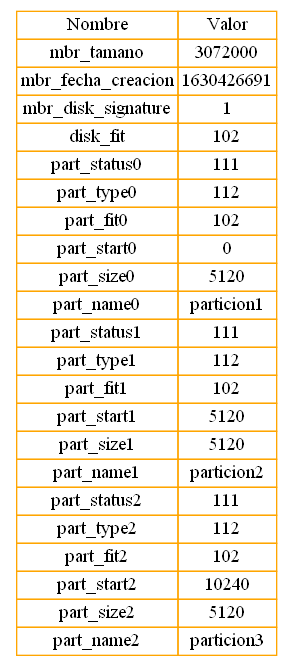 Nombre Valor
mbr_tamano 3072000
mbr_fecha_creacion 1630426691
mbr_disk_signature 1
disk_fit 102
part_status0 111
part_type0 112
part_fit0 102
part_start0 0
part_size0 5120
part_name0 particion1
part_status1 111
part_type1 112
part_fit1 102
part_start1 5120
part_size1 5120
part_name1 particion2
part_status2 111
part_type2 112
part_fit2 102
part_start2 10240
part_size2 5120
part_name2 particion3